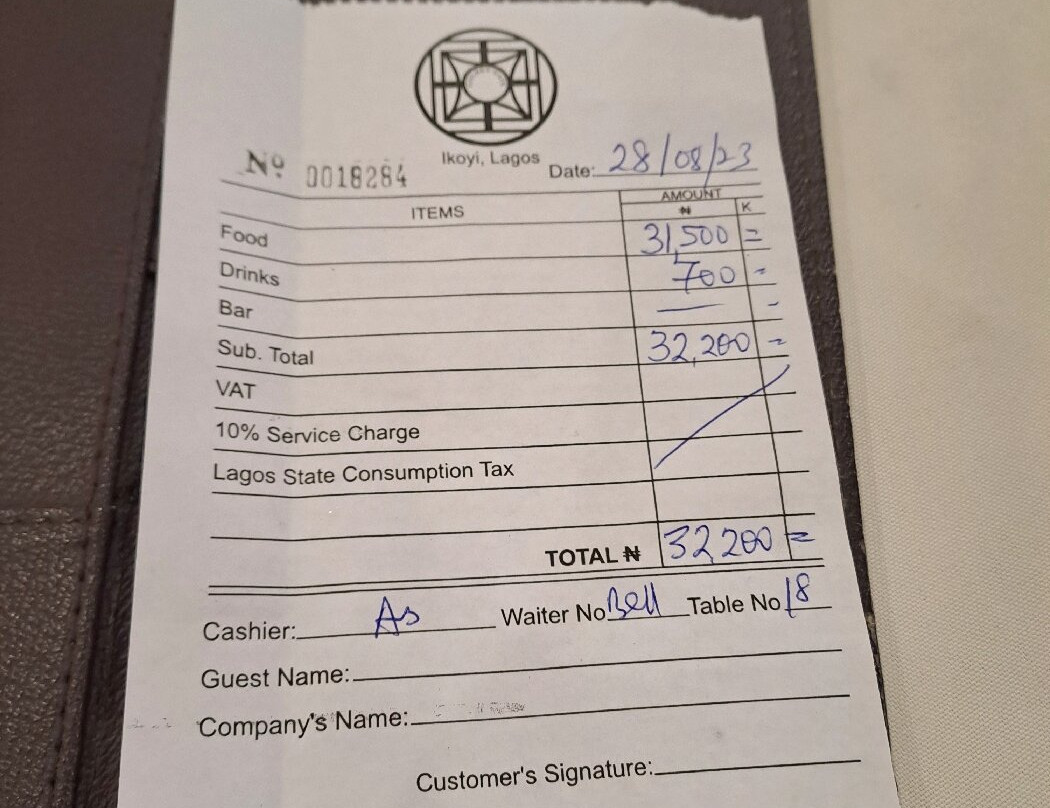 Ikoyi, Lagos
Nº 0018284 Date: 28/08/23
ITEMS AMOUNT
₦ K
Food 31,500 =
Drinks 700 =
Bar — -
Sub. Total 32,200 =
VAT
10% Service Charge
Lagos State Consumption Tax
TOTAL ₦ 32,200 =
Cashier: As Waiter No Bell Table No 18
Guest Name:
Company's Name:
Customer's Signature: